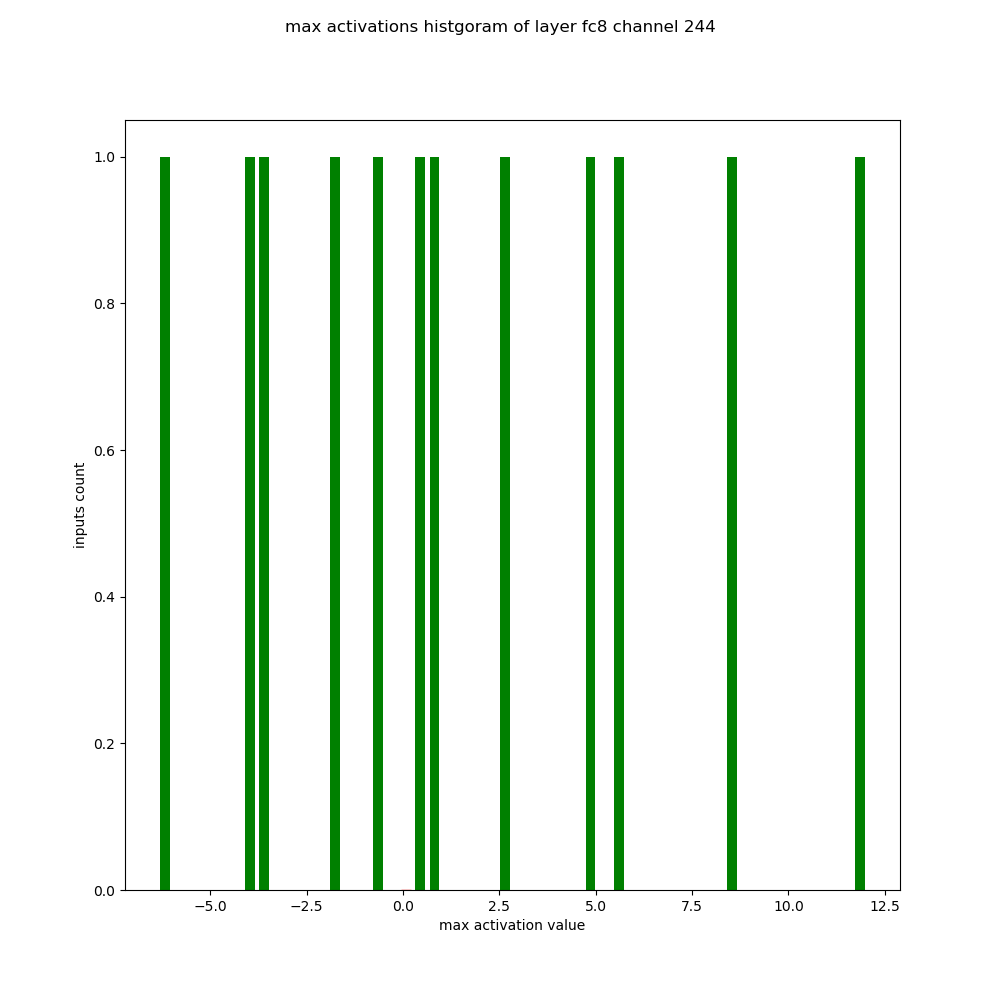 max activations histgoram of layer fc8 channel 244
1.0
0.8
0.6
0.4
0.2
0.0
inputs count
−5.0 −2.5 0.0 2.5 5.0 7.5 10.0 12.5
max activation value